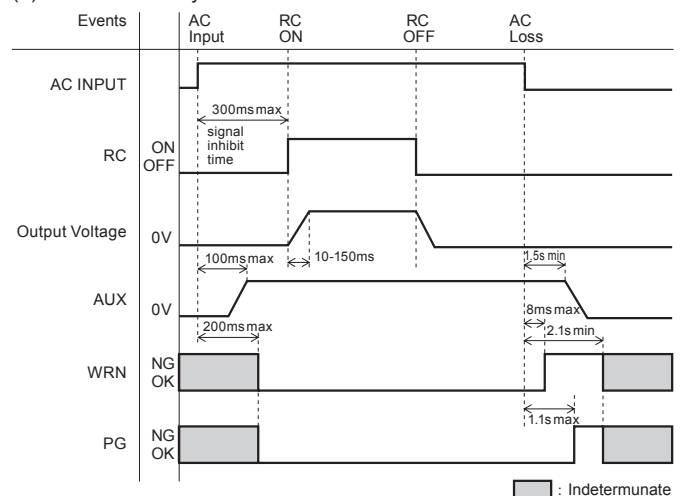 Events AC Input RC ON RC OFF AC Loss
AC INPUT
300ms max
signal inhibit time
RC ON OFF
Output Voltage 0V
10-150ms
100ms max
1.5s min
AUX 0V
8ms max
200ms max
2.1s min
WRN NG OK
1.1s max
PG NG OK
: Indetermunate